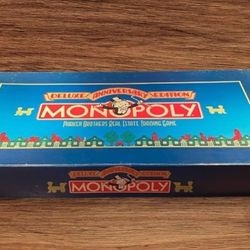 DELUXE ANNIVERSARY EDITION
MONOPOLY
PARKER BROTHERS REAL ESTATE TRADING GAME
DELUXE ANNIVERSARY EDITION
MONOPOLY